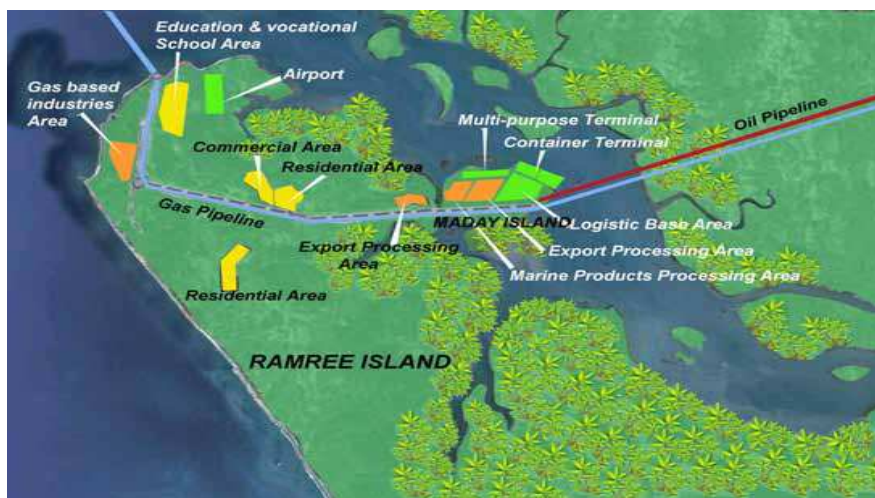 Education & vocational
School Area
Airport
Gas based
industries
Area
Multi-purpose Terminal
Oil Pipeline
Container Terminal
Commercial Area
Residential Area
Gas Pipeline
MADAY ISLAND
Logistic Base Area
Export Processing
Area
Export Processing Area
Marine Products Processing Area
Residential Area
RAMREE ISLAND